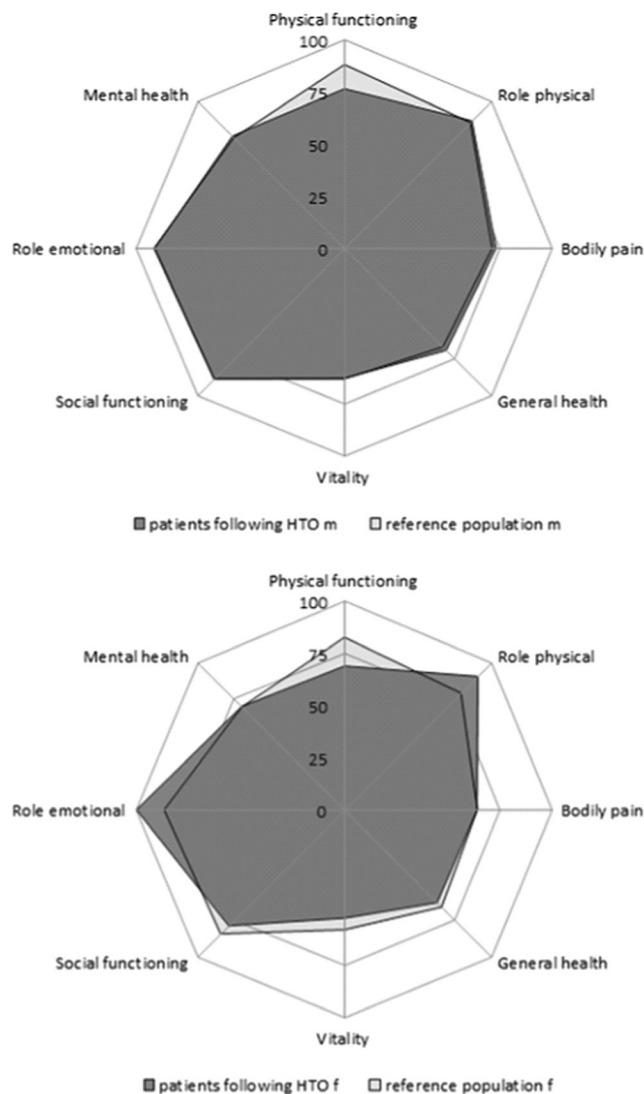 Physical functioning
100
Mental health
Role physical
75
50
25
Role emotional
0
Bodily pain
Social functioning
General health
Vitality
patients following HTO m
reference population m
Physical functioning
100
Mental health
Role physical
75
50
25
Role emotional
0
Bodily pain
Social functioning
General health
Vitality
patients following HTO f
reference population f